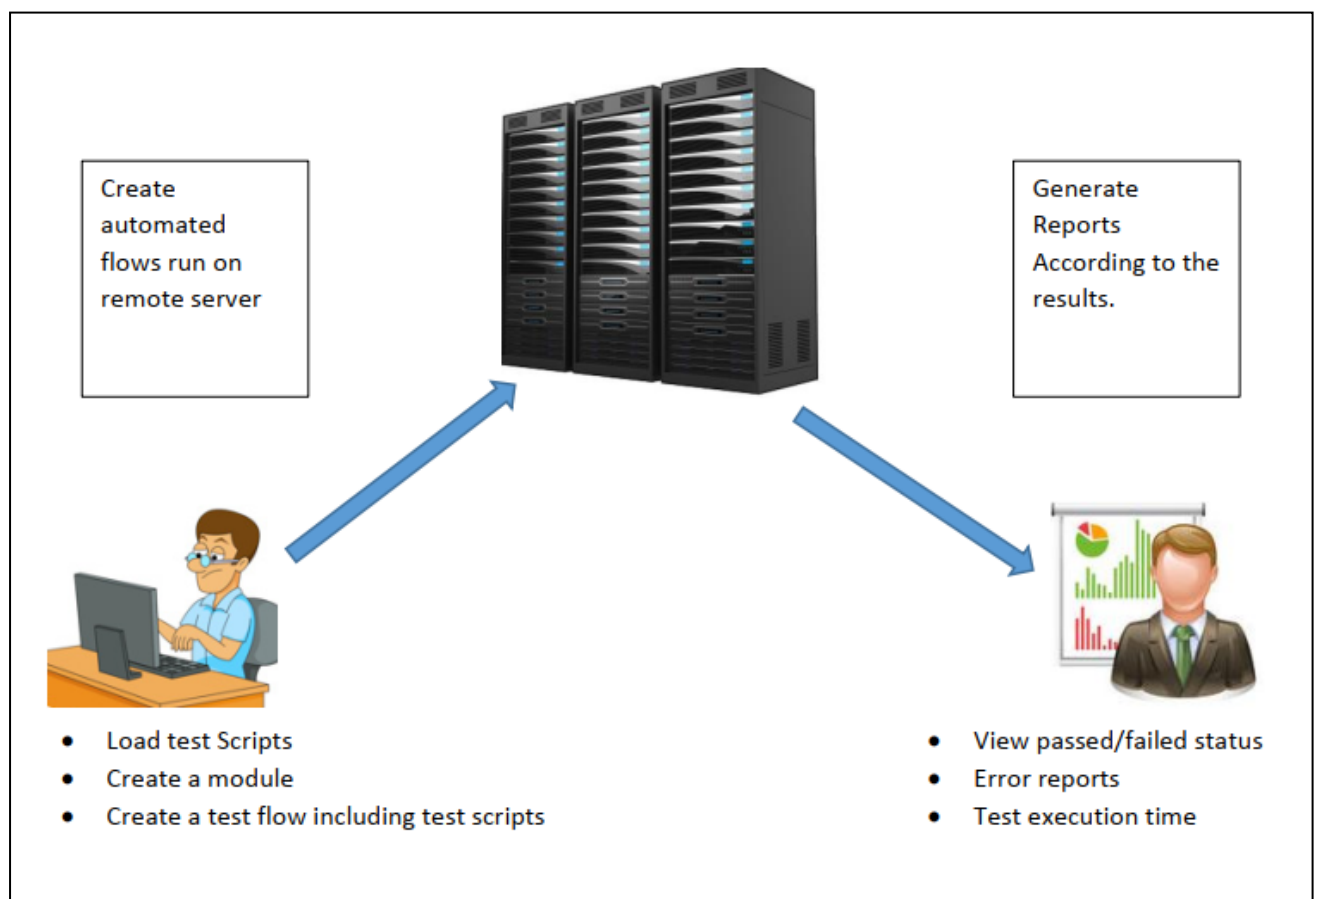 Create
automated
flows run on
remote server
Generate
Reports
According to the
results.
• Load test Scripts
• Create a module
• Create a test flow including test scripts
• View passed/failed status
• Error reports
• Test execution time